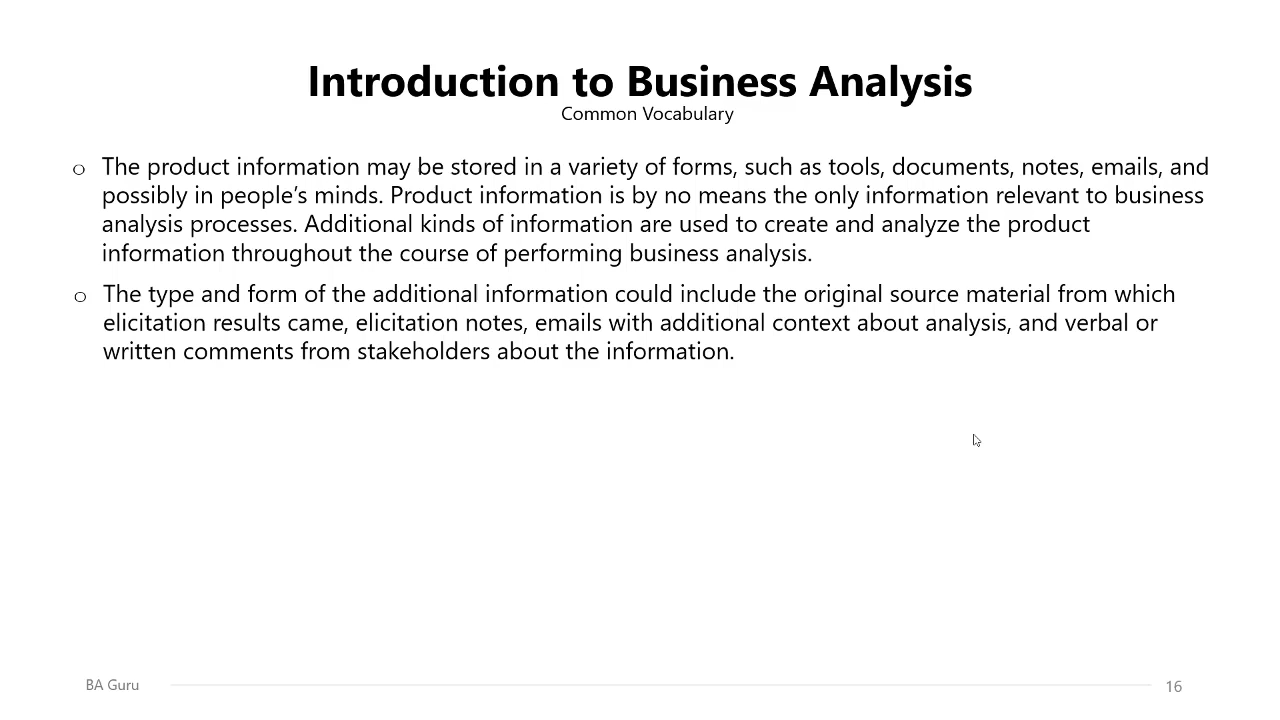 Introduction to Business Analysis
Common Vocabulary
o The product information may be stored in a variety of forms, such as tools, documents, notes, emails, and
possibly in people’s minds. Product information is by no means the only information relevant to business
analysis processes. Additional kinds of information are used to create and analyze the product
information throughout the course of performing business analysis.
o The type and form of the additional information could include the original source material from which
elicitation results came, elicitation notes, emails with additional context about analysis, and verbal or
written comments from stakeholders about the information.
BA Guru
16